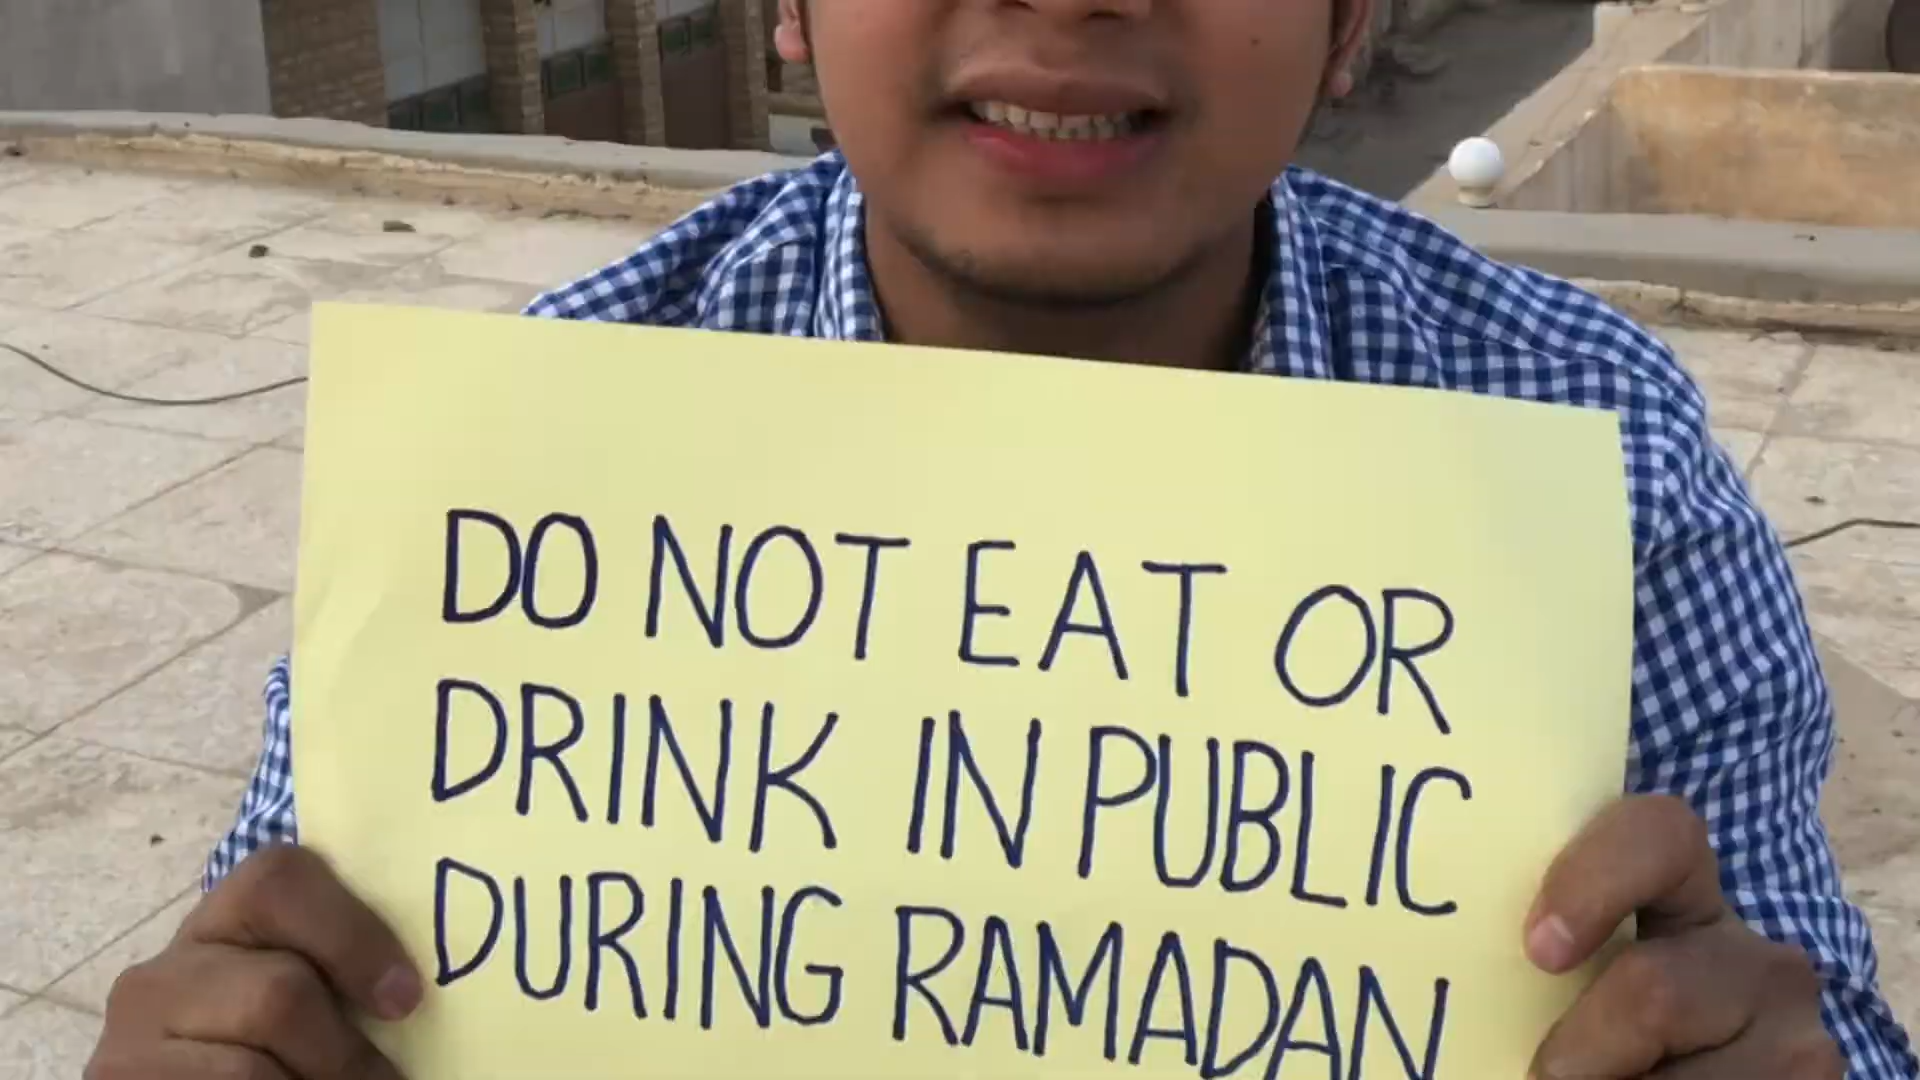 DO NOT EAT OR
DRINK IN PUBLIC
DURING RAMADAN